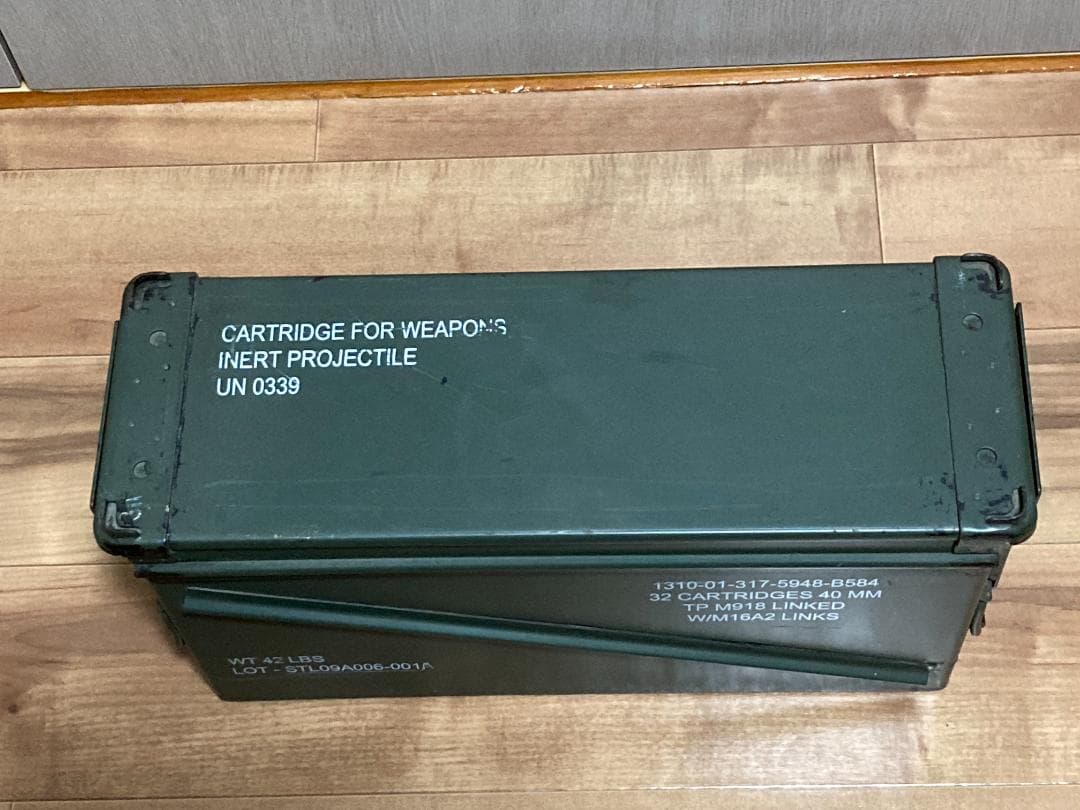 CARTRIDGE FOR WEAPONS
INERT PROJECTILE
UN 0339
1310-01-317-5948-B584
32 CARTRIDGES 40 MM
TP M918 LINKED
W/M16A2 LINKS
WT 42 LBS
LOT - STL09A006-001A